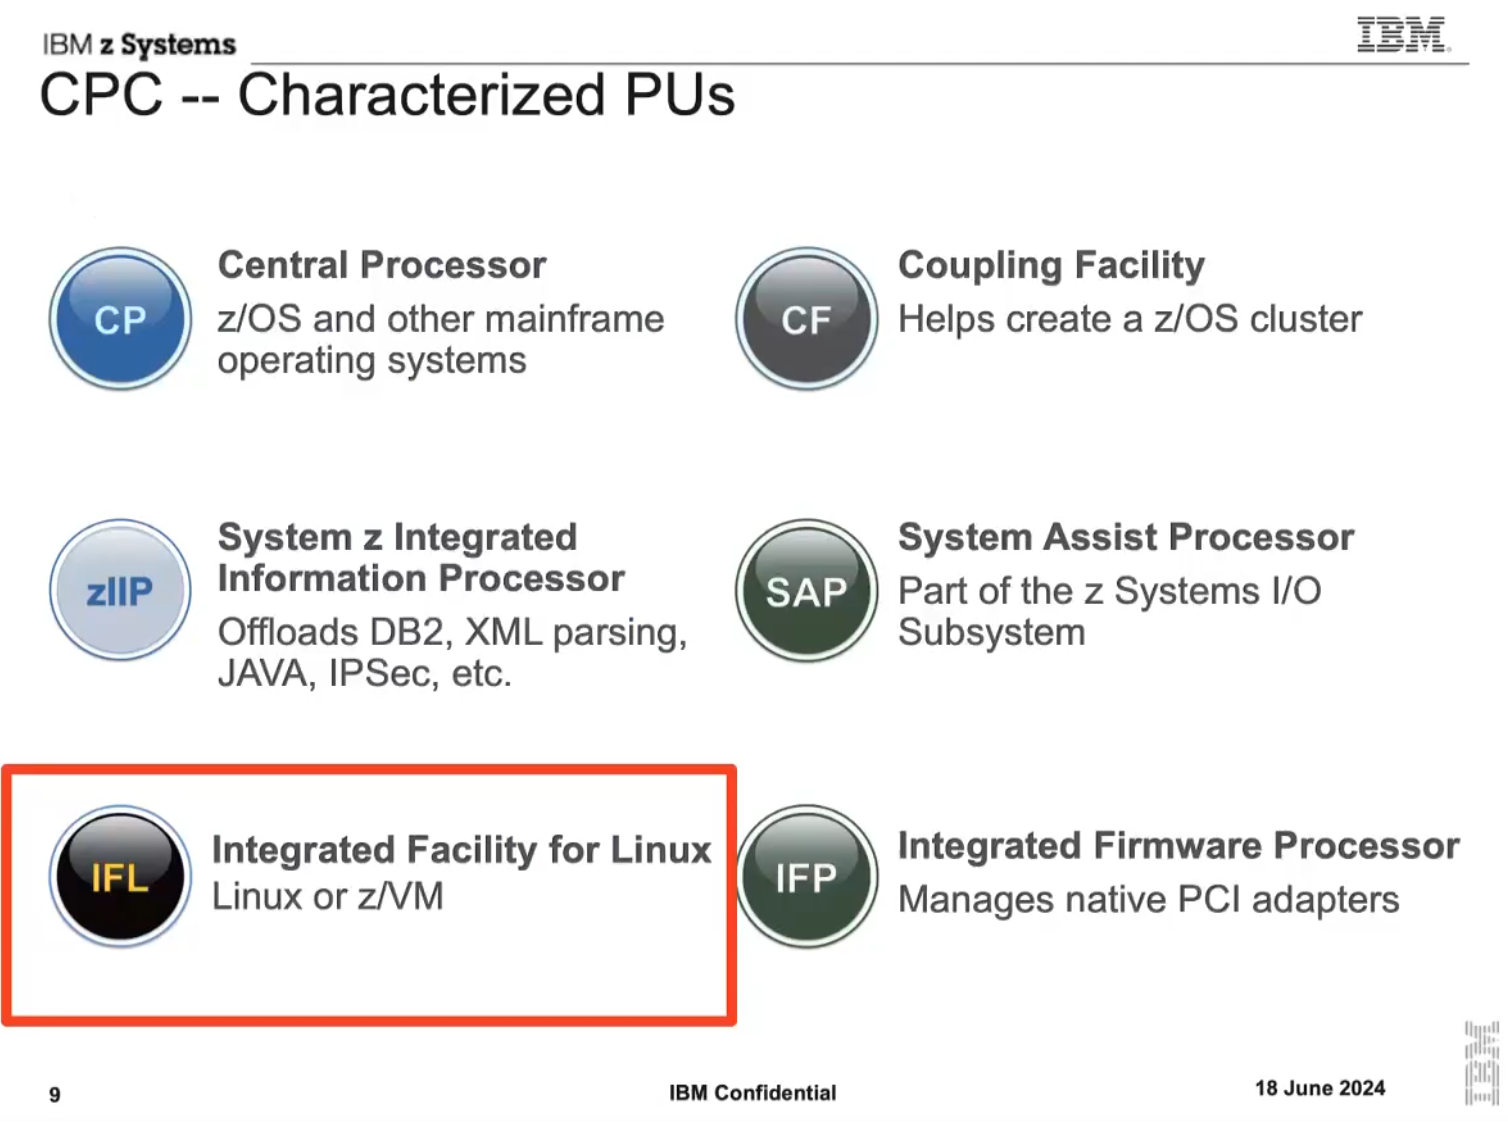 IBM z Systems
IBM
CPC -- Characterized PUs
CP
Central Processor
z/OS and other mainframe
operating systems
CF
Coupling Facility
Helps create a z/OS cluster
zIIP
System z Integrated
Information Processor
Offloads DB2, XML parsing,
JAVA, IPSec, etc.
SAP
System Assist Processor
Part of the z Systems I/O
Subsystem
IFL
Integrated Facility for Linux
Linux or z/VM
IFP
Integrated Firmware Processor
Manages native PCI adapters
9
IBM Confidential
18 June 2024
IBM